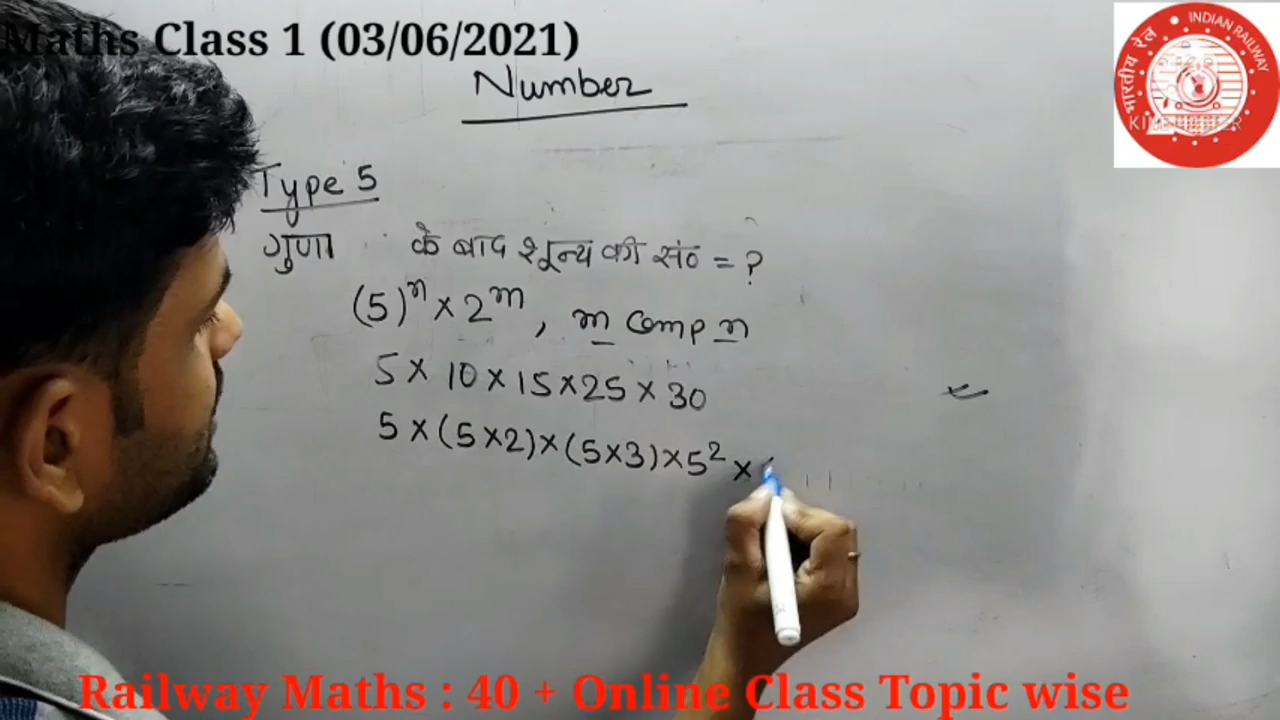 Maths Class 1 (03/06/2021)
Number
Type 5
गुणा के बाद शून्य की सं० = ?
(5)ⁿ × 2ᵐ, m comp n
5 × 10 × 15 × 25 × 30
5 × (5×2) × (5×3) × 5² ×
भारतीय रेल INDIAN RAILWAY
KINEMASTER
Railway Maths : 40 + Online Class Topic wise